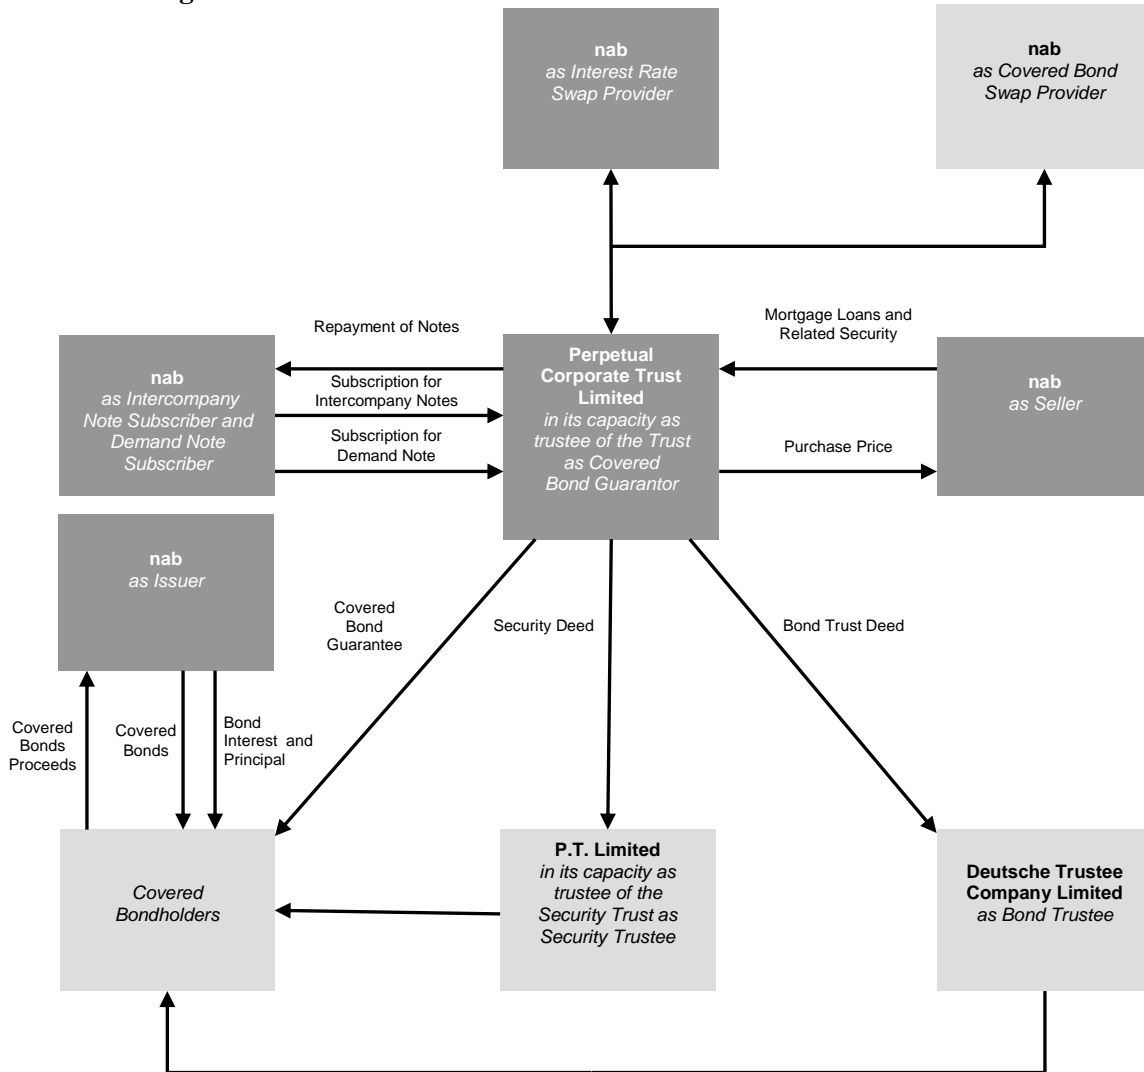 nab
as Interest Rate
Swap Provider
nab
as Covered Bond
Swap Provider
Repayment of Notes
Mortgage Loans and
Related Security
nab
as Intercompany
Note Subscriber and
Demand Note
Subscriber
Subscription for
Intercompany Notes
Subscription for
Demand Note
Perpetual
Corporate Trust
Limited
in its capacity as
trustee of the Trust
as Covered
Bond Guarantor
nab
as Seller
Purchase Price
nab
as Issuer
Covered
Bond
Guarantee
Security Deed
Bond Trust Deed
Covered
Bonds
Proceeds
Covered
Bonds
Bond
Interest and
Principal
Covered
Bondholders
P.T. Limited
in its capacity as
trustee of the
Security Trust as
Security Trustee
Deutsche Trustee
Company Limited
as Bond Trustee